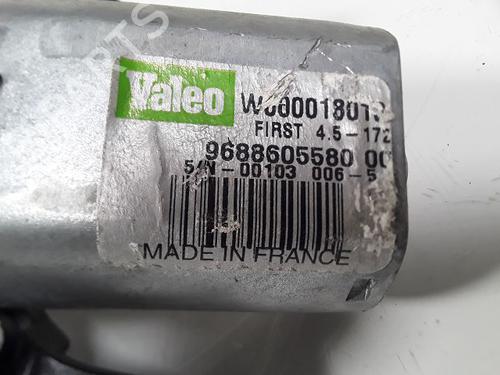 Valeo
W000018013
FIRST 4.5-172
9688605580 00
S/N-00103 006-5
MADE IN FRANCE